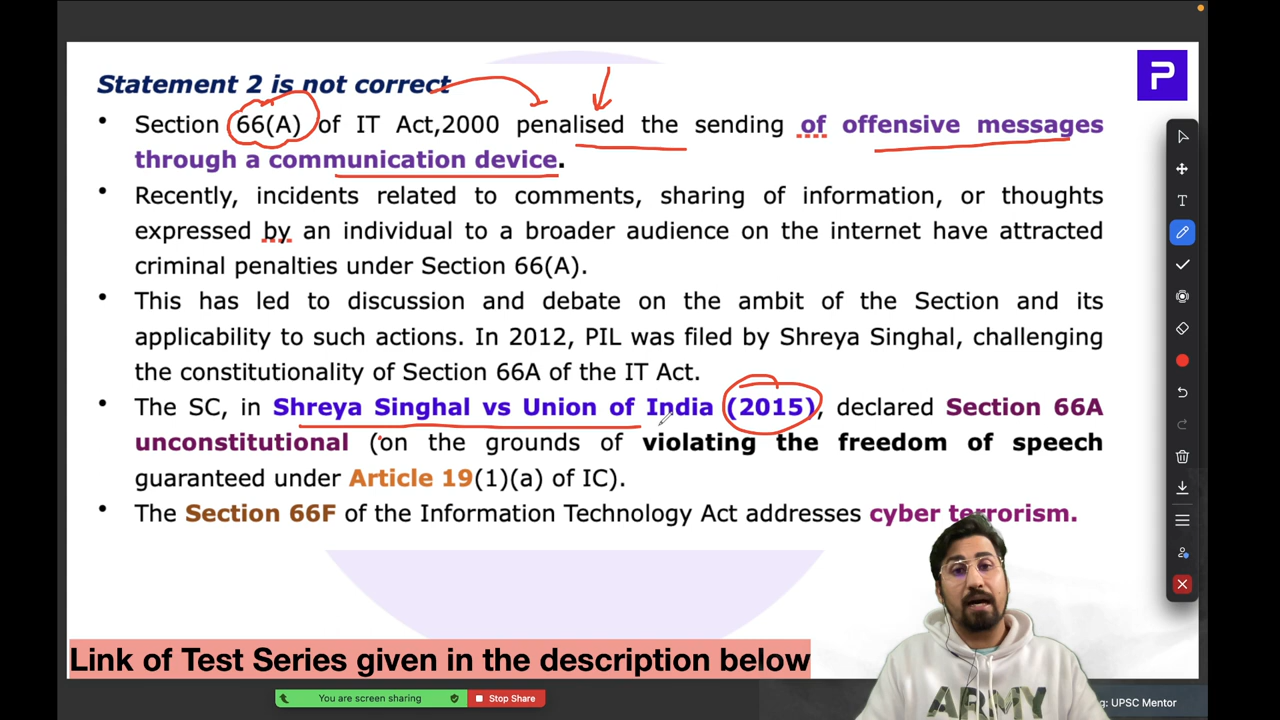 Statement 2 is not correct
• Section 66(A) of IT Act,2000 penalised the sending of offensive messages
through a communication device.
• Recently, incidents related to comments, sharing of information, or thoughts
expressed by an individual to a broader audience on the internet have attracted
criminal penalties under Section 66(A).
• This has led to discussion and debate on the ambit of the Section and its
applicability to such actions. In 2012, PIL was filed by Shreya Singhal, challenging
the constitutionality of Section 66A of the IT Act.
• The SC, in Shreya Singhal vs Union of India (2015), declared Section 66A
unconstitutional (on the grounds of violating the freedom of speech
guaranteed under Article 19(1)(a) of IC).
• The Section 66F of the Information Technology Act addresses cyber terrorism.
P
T
ARMY
Link of Test Series given in the description below
You are screen sharing
Stop Share
g: UPSC Mentor